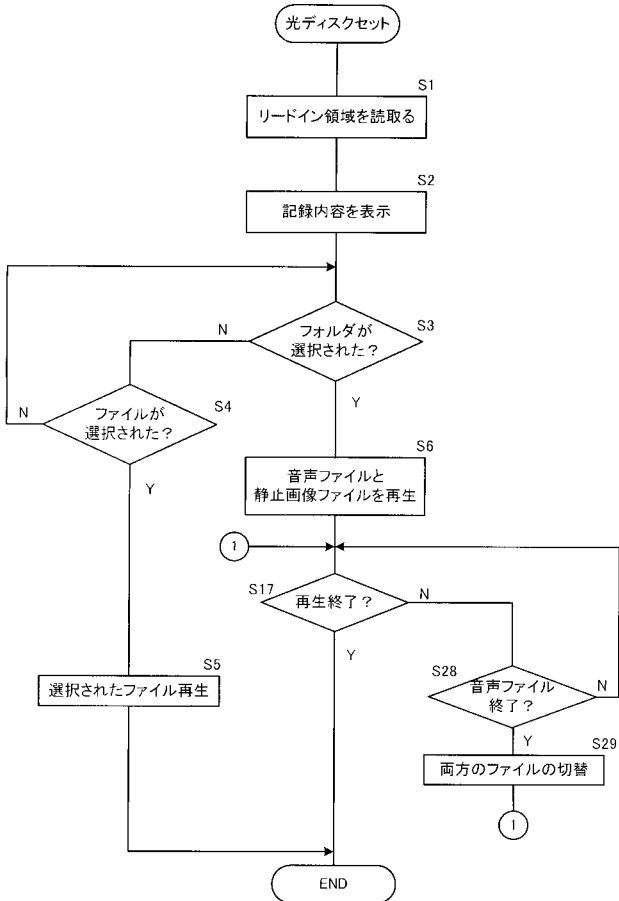 光ディスクセット
S1
リードイン領域を読取る
S2
記録内容を表示
S3
フォルダが
選択された？
N
Y
S4
ファイルが
選択された？
N
Y
S6
音声ファイルと
静止画像ファイルを再生
1
S17
再生終了？
N
Y
S5
選択されたファイル再生
S28
音声ファイル
終了？
N
Y
S29
両方のファイルの切替
1
END